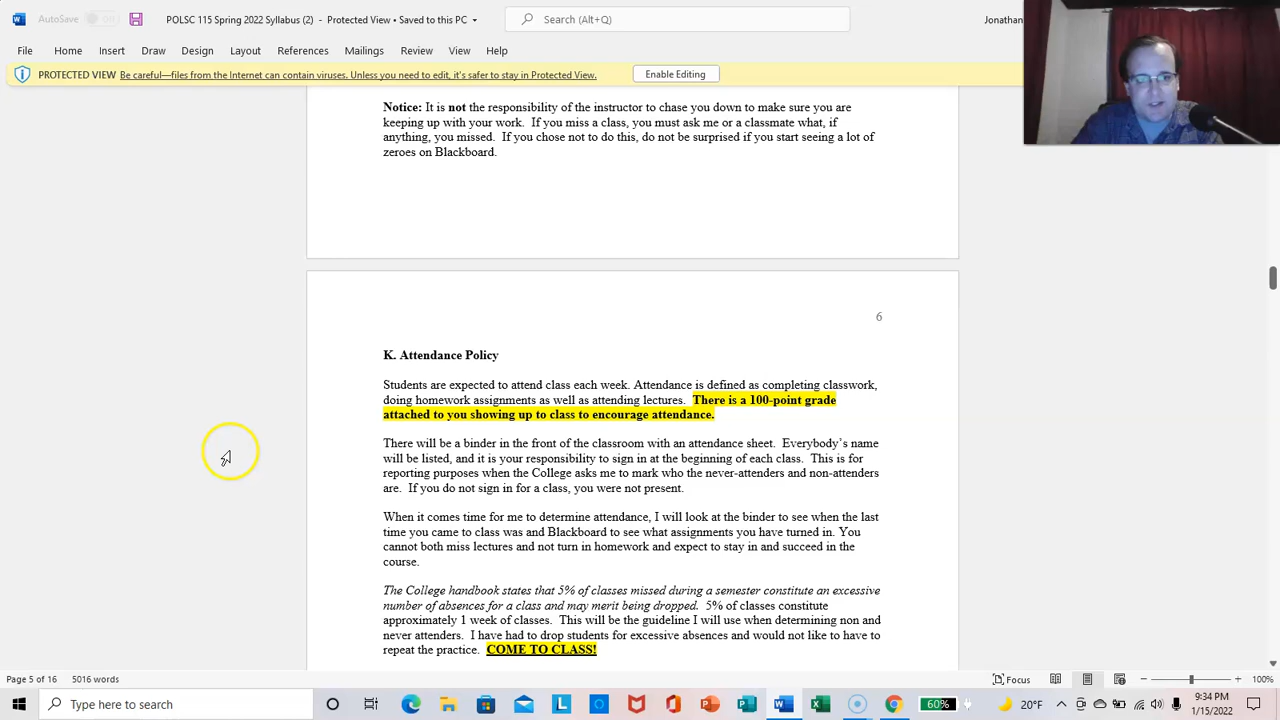 AutoSave Off POLSC 115 Spring 2022 Syllabus (2) - Protected View • Saved to this PC Search (Alt+Q) Jonathan
File Home Insert Draw Design Layout References Mailings Review View Help
PROTECTED VIEW Be careful—files from the Internet can contain viruses. Unless you need to edit, it's safer to stay in Protected View. Enable Editing
Notice: It is not the responsibility of the instructor to chase you down to make sure you are
keeping up with your work. If you miss a class, you must ask me or a classmate what, if
anything, you missed. If you chose not to do this, do not be surprised if you start seeing a lot of
zeroes on Blackboard.
6
K. Attendance Policy
Students are expected to attend class each week. Attendance is defined as completing classwork,
doing homework assignments as well as attending lectures. There is a 100-point grade
attached to you showing up to class to encourage attendance.
There will be a binder in the front of the classroom with an attendance sheet. Everybody's name
will be listed, and it is your responsibility to sign in at the beginning of each class. This is for
reporting purposes when the College asks me to mark who the never-attenders and non-attenders
are. If you do not sign in for a class, you were not present.
When it comes time for me to determine attendance, I will look at the binder to see when the last
time you came to class was and Blackboard to see what assignments you have turned in. You
cannot both miss lectures and not turn in homework and expect to stay in and succeed in the
course.
The College handbook states that 5% of classes missed during a semester constitute an excessive
number of absences for a class and may merit being dropped. 5% of classes constitute
approximately 1 week of classes. This will be the guideline I will use when determining non and
never attenders. I have had to drop students for excessive absences and would not like to have to
repeat the practice. COME TO CLASS!
Page 5 of 16 5016 words Focus 100%
Type here to search 60% 20°F 9:34 PM
1/15/2022